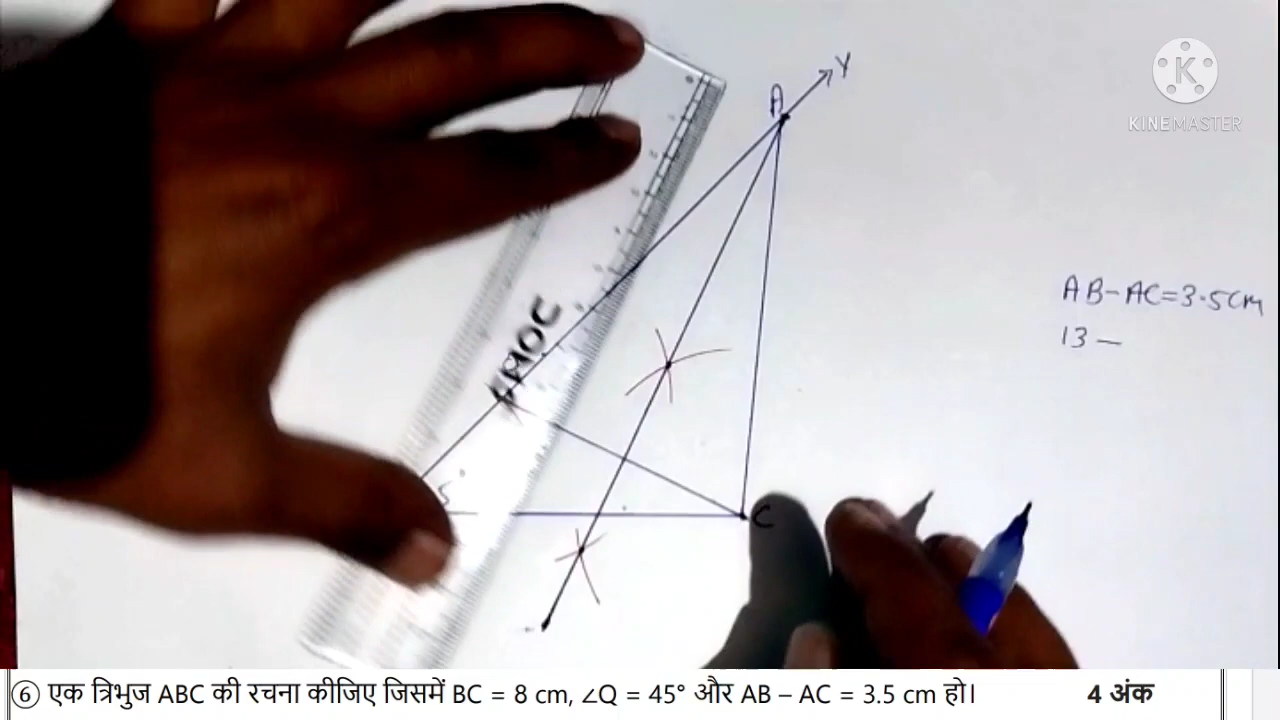 Y
A
KINEMASTER
AB-AC=3.5CM
13 —
C
⑥ एक त्रिभुज ABC की रचना कीजिए जिसमें BC = 8 cm, ∠Q = 45° और AB – AC = 3.5 cm हो। 4 अंक